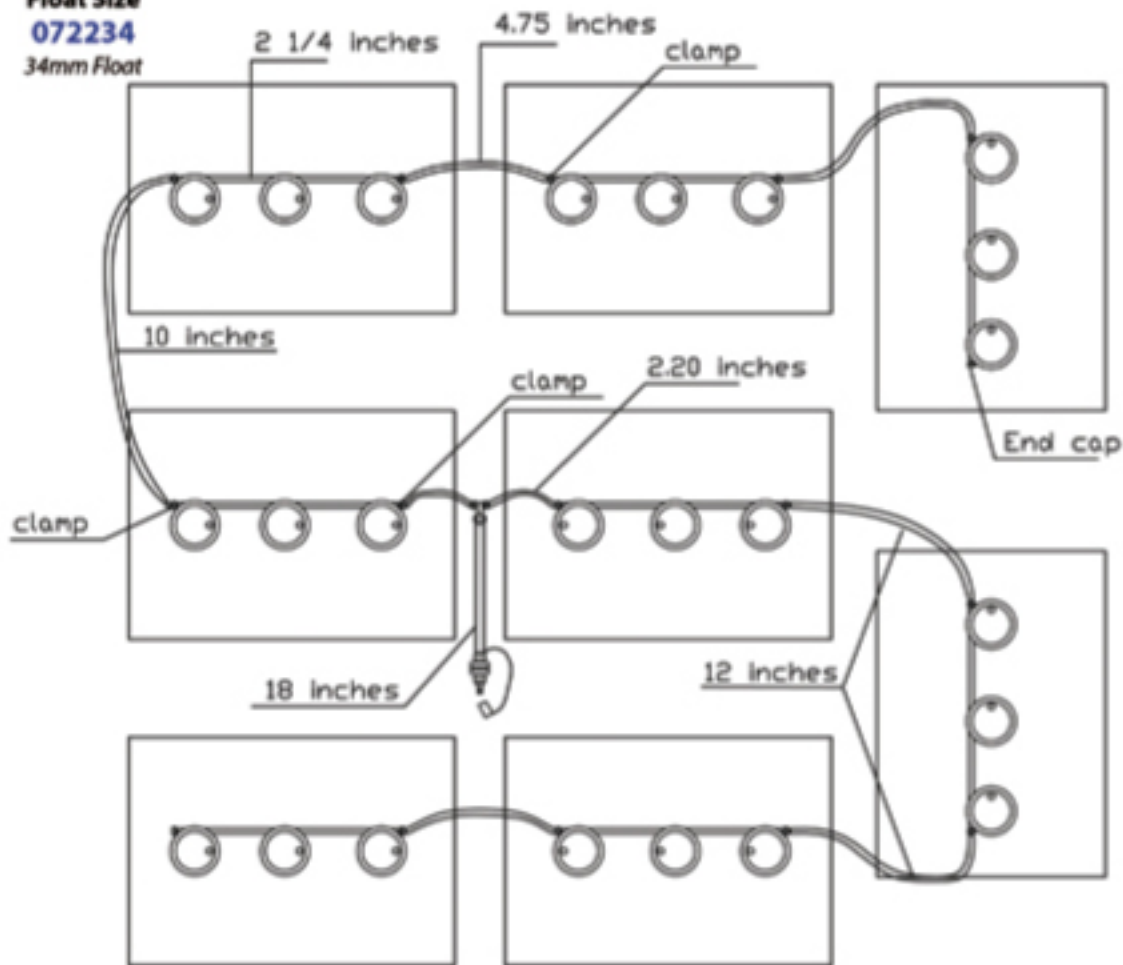 Float Size
072234
34mm Float
2 1/4 inches
4.75 inches
clamp
10 inches
clamp
2.20 inches
End cap
clamp
18 inches
12 inches